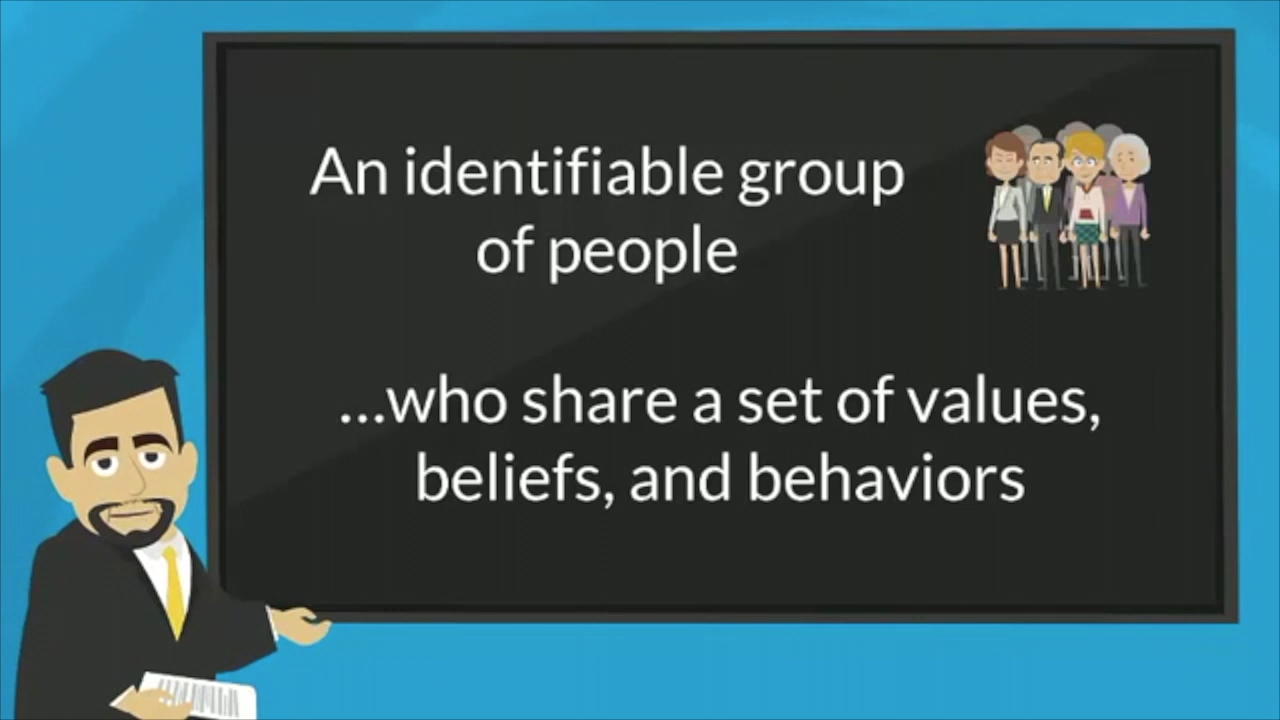 An identifiable group
of people
...who share a set of values,
beliefs, and behaviors